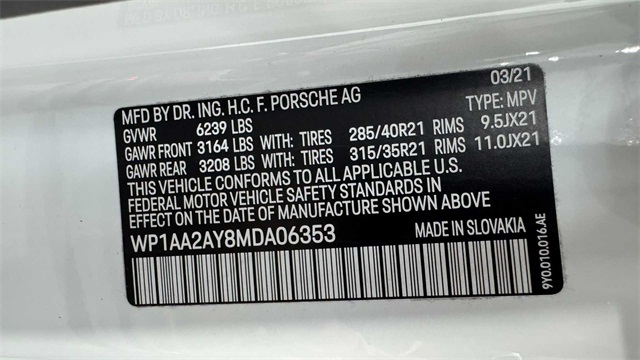 03/21
MFD BY DR. ING. H.C. F. PORSCHE AG
GVWR 6239 LBS TYPE: MPV
GAWR FRONT 3164 LBS WITH: TIRES 285/40R21 RIMS 9.5JX21
GAWR REAR 3208 LBS WITH: TIRES 315/35R21 RIMS 11.0JX21
THIS VEHICLE CONFORMS TO ALL APPLICABLE U.S.
FEDERAL MOTOR VEHICLE SAFETY STANDARDS IN
EFFECT ON THE DATE OF MANUFACTURE SHOWN ABOVE
WP1AA2AY8MDA06353 MADE IN SLOVAKIA
9Y0.010.016.AE